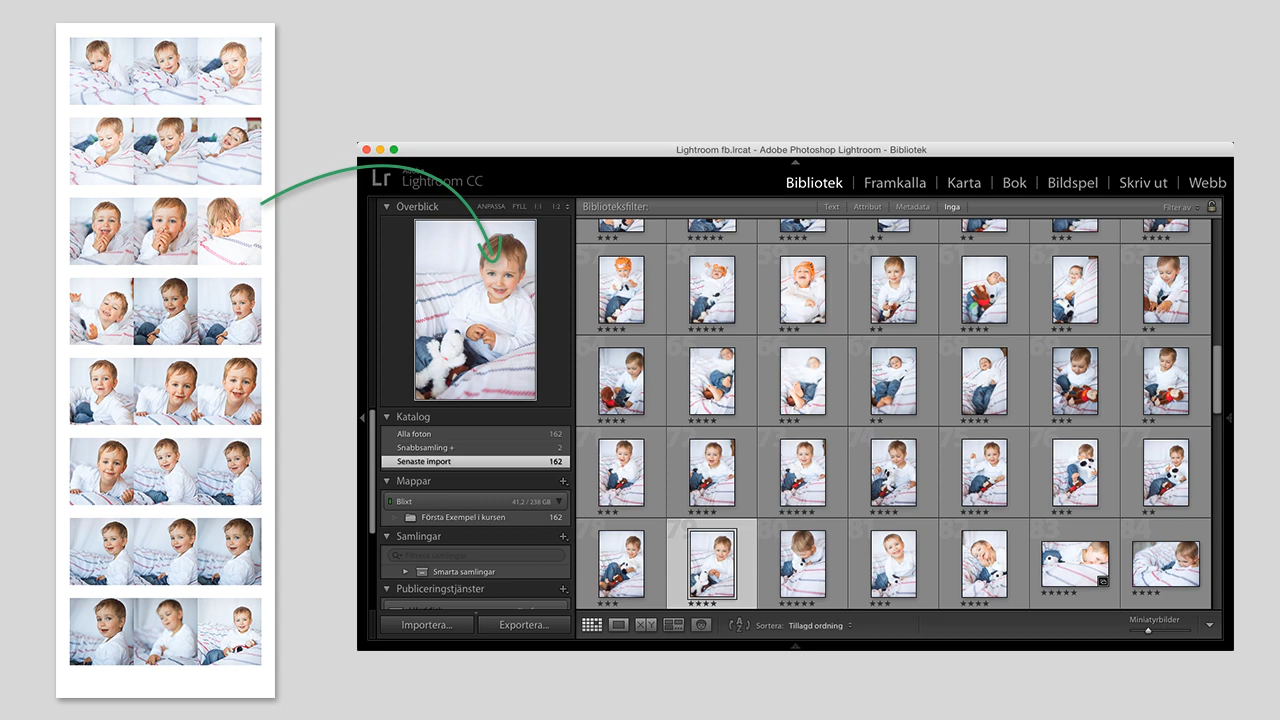 Lightroom fb.lrcat - Adobe Photoshop Lightroom - Bibliotek
Lr Adobe
Lightroom CC
Bibliotek | Framkalla | Karta | Bok | Bildspel | Skriv ut | Webb
Överblick ANPASSA FYLL 1:1 1:2
Biblioteksfilter: Text Attribut Metadata Inga Filter av
Katalog
Alla foton 162
Snabbsamling + 2
Senaste import 162
Mappar
Blixt 41,2 / 238 GB
Första Exempel i kursen 162
Samlingar
Filtrera samlingar
Smarta samlingar
Publiceringstjänster
Importera... Exportera...
Sortera: Tillagd ordning
Miniatyrbilder